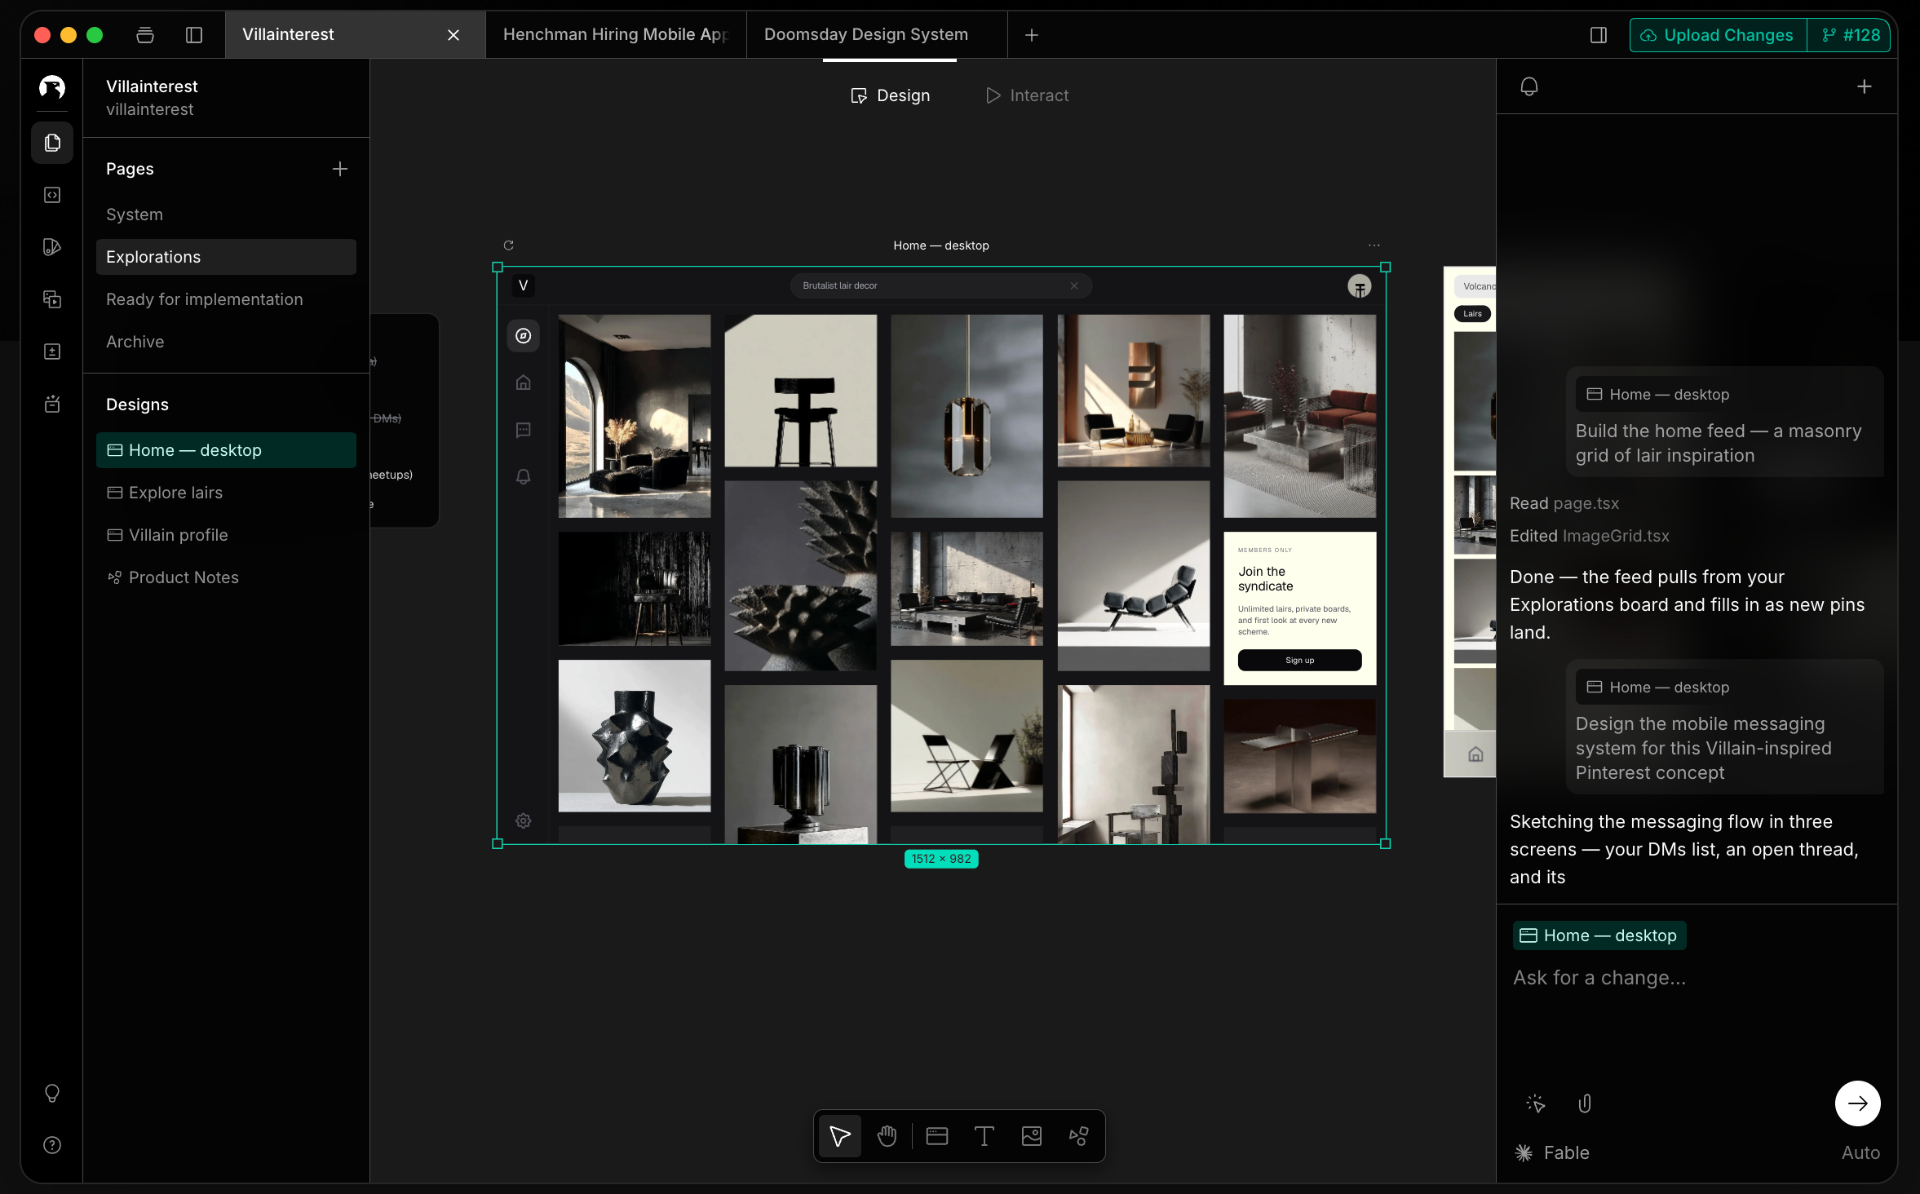 Villainterest
Henchman Hiring Mobile App
Doomsday Design System
Upload Changes
#128
Villainterest
villainterest
Pages
System
Explorations
Ready for implementation
Archive
Designs
Home — desktop
Explore lairs
Villain profile
Product Notes
DMs)
neetups)
Design
Interact
Home — desktop
V
Brutalist lair decor
MEMBERS ONLY
Join the
syndicate
Unlimited lairs, private boards,
and first look at every new
scheme.
Sign up
1512 × 982
Volcano
Lairs
Home — desktop
Build the home feed — a masonry
grid of lair inspiration
Read page.tsx
Edited ImageGrid.tsx
Done — the feed pulls from your
Explorations board and fills in as new pins
land.
Home — desktop
Design the mobile messaging
system for this Villain-inspired
Pinterest concept
Sketching the messaging flow in three
screens — your DMs list, an open thread,
and its
Home — desktop
Ask for a change...
Fable
Auto